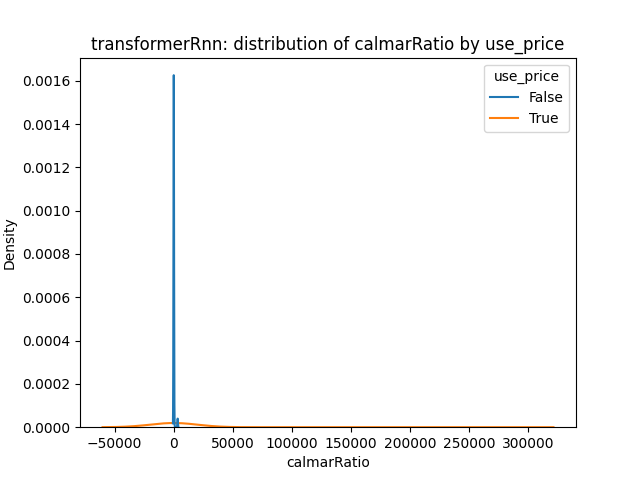 transformerRnn: distribution of calmarRatio by use_price
use_price
False
True
0.0016
0.0014
0.0012
0.0010
0.0008
0.0006
0.0004
0.0002
0.0000
Density
−50000 0 50000 100000 150000 200000 250000 300000
calmarRatio